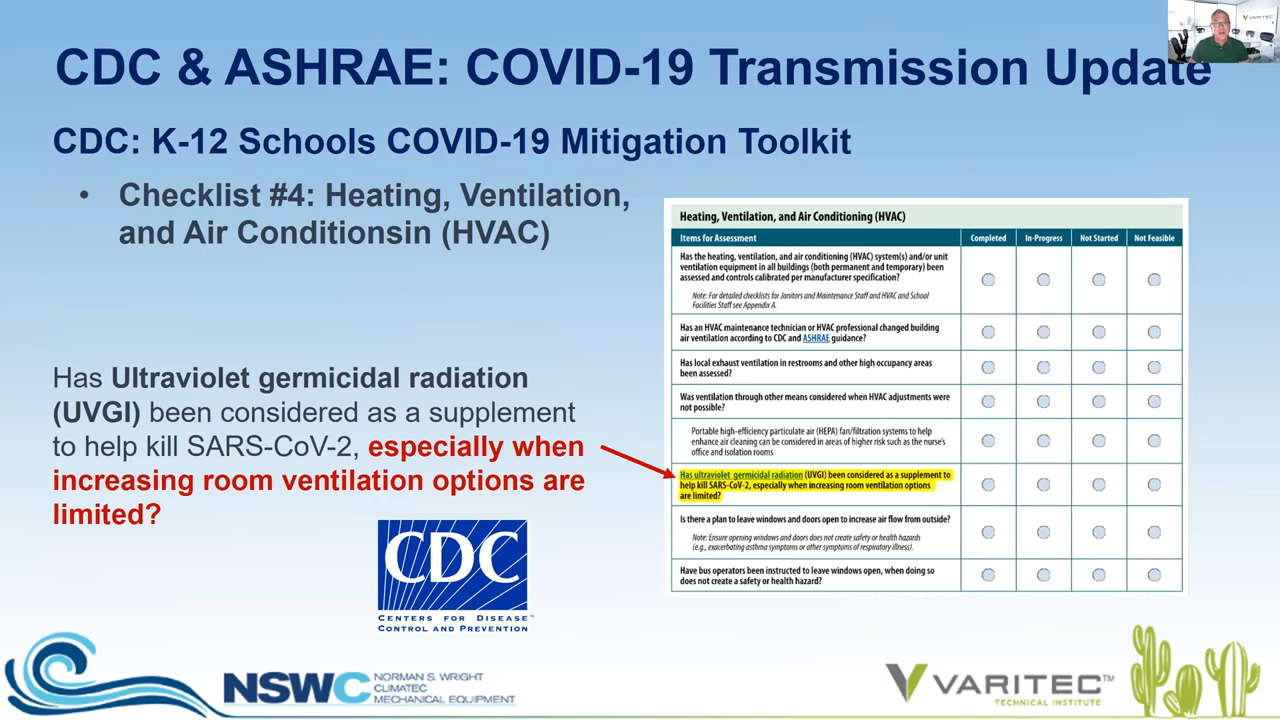 VARITEC
CDC & ASHRAE: COVID-19 Transmission Update
CDC: K-12 Schools COVID-19 Mitigation Toolkit
• Checklist #4: Heating, Ventilation,
and Air Conditionsin (HVAC)
Has Ultraviolet germicidal radiation
(UVGI) been considered as a supplement
to help kill SARS-CoV-2, especially when
increasing room ventilation options are
limited?
CDC
CENTERS FOR DISEASE™
CONTROL AND PREVENTION
Heating, Ventilation, and Air Conditioning (HVAC)
Items for Assessment Completed In-Progress Not Started Not Feasible
Has the heating, ventilation, and air conditioning (HVAC) system(s) and/or unit
ventilation equipment in all buildings (both permanent and temporary) been
assessed and controls calibrated per manufacturer specification?
Note: For detailed checklists for Janitors and Maintenance Staff and HVAC and School
Facilities Staff see Appendix A.
Has an HVAC maintenance technician or HVAC professional changed building
air ventilation according to CDC and ASHRAE guidance?
Has local exhaust ventilation in restrooms and other high occupancy areas
been assessed?
Was ventilation through other means considered when HVAC adjustments were
not possible?
Portable high-efficiency particulate air (HEPA) fan/filtration systems to help
enhance air cleaning can be considered in areas of higher risk such as the nurse's
office and isolation rooms
Has ultraviolet germicidal radiation (UVGI) been considered as a supplement to
help kill SARS-CoV-2, especially when increasing room ventilation options
are limited?
Is there a plan to leave windows and doors open to increase air flow from outside?
Note: Ensure opening windows and doors does not create safety or health hazards
(e.g., exacerbating asthma symptoms or other symptoms of respiratory illness).
Have bus operators been instructed to leave windows open, when doing so
does not create a safety or health hazard?
NSWC
NORMAN S. WRIGHT
CLIMATEC
MECHANICAL EQUIPMENT
VARITEC™
TECHNICAL INSTITUTE